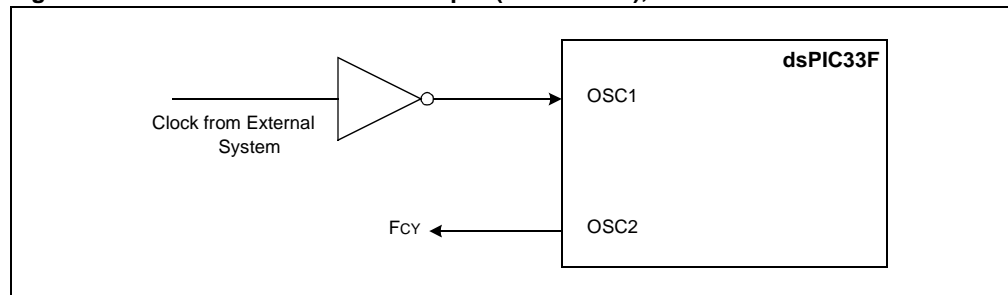 dsPIC33F
OSC1
Clock from External
System
FCY
OSC2